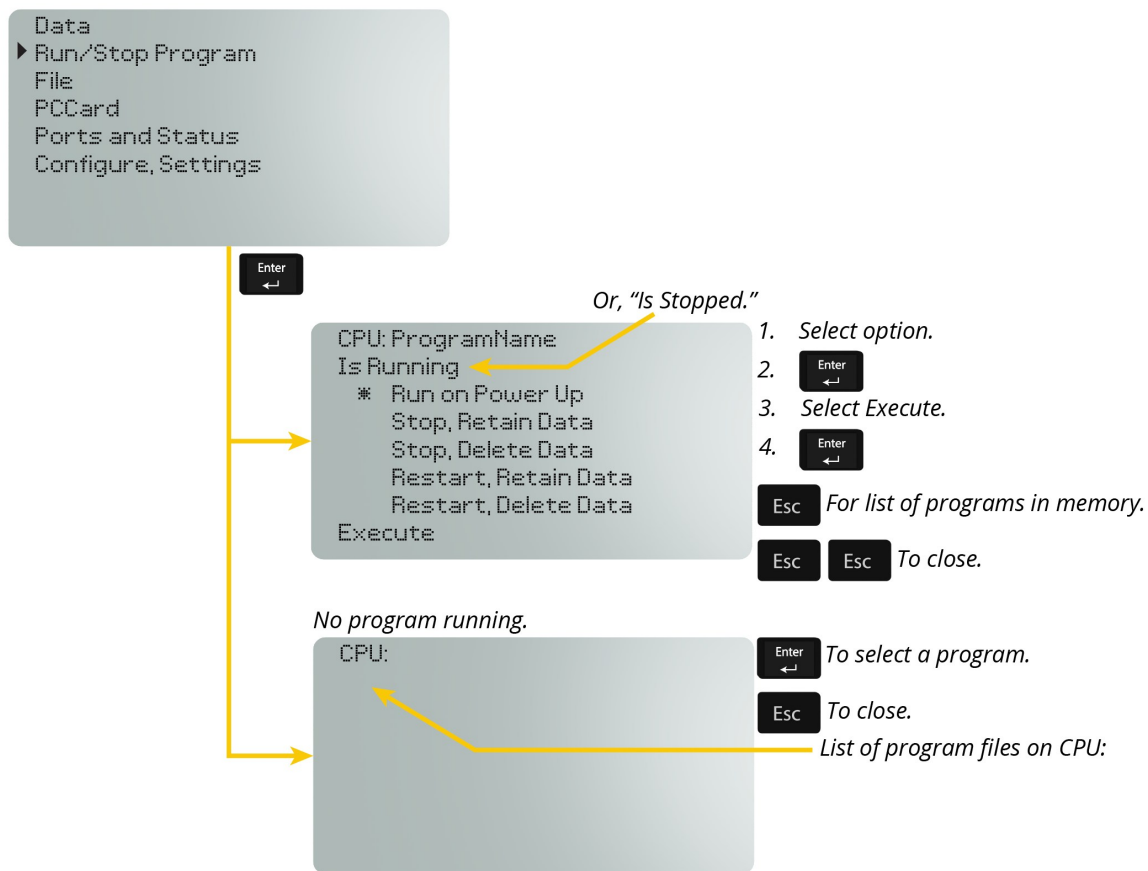 Data
Run/Stop Program
File
PCCard
Ports and Status
Configure, Settings
Enter
Or, “Is Stopped.”
CPU: ProgramName
Is Running
Run on Power Up
Stop, Retain Data
Stop, Delete Data
Restart, Retain Data
Restart, Delete Data
Execute
1. Select option.
2. Enter
3. Select Execute.
4. Enter
Esc For list of programs in memory.
Esc Esc To close.
No program running.
CPU:
Enter To select a program.
Esc To close.
List of program files on CPU: